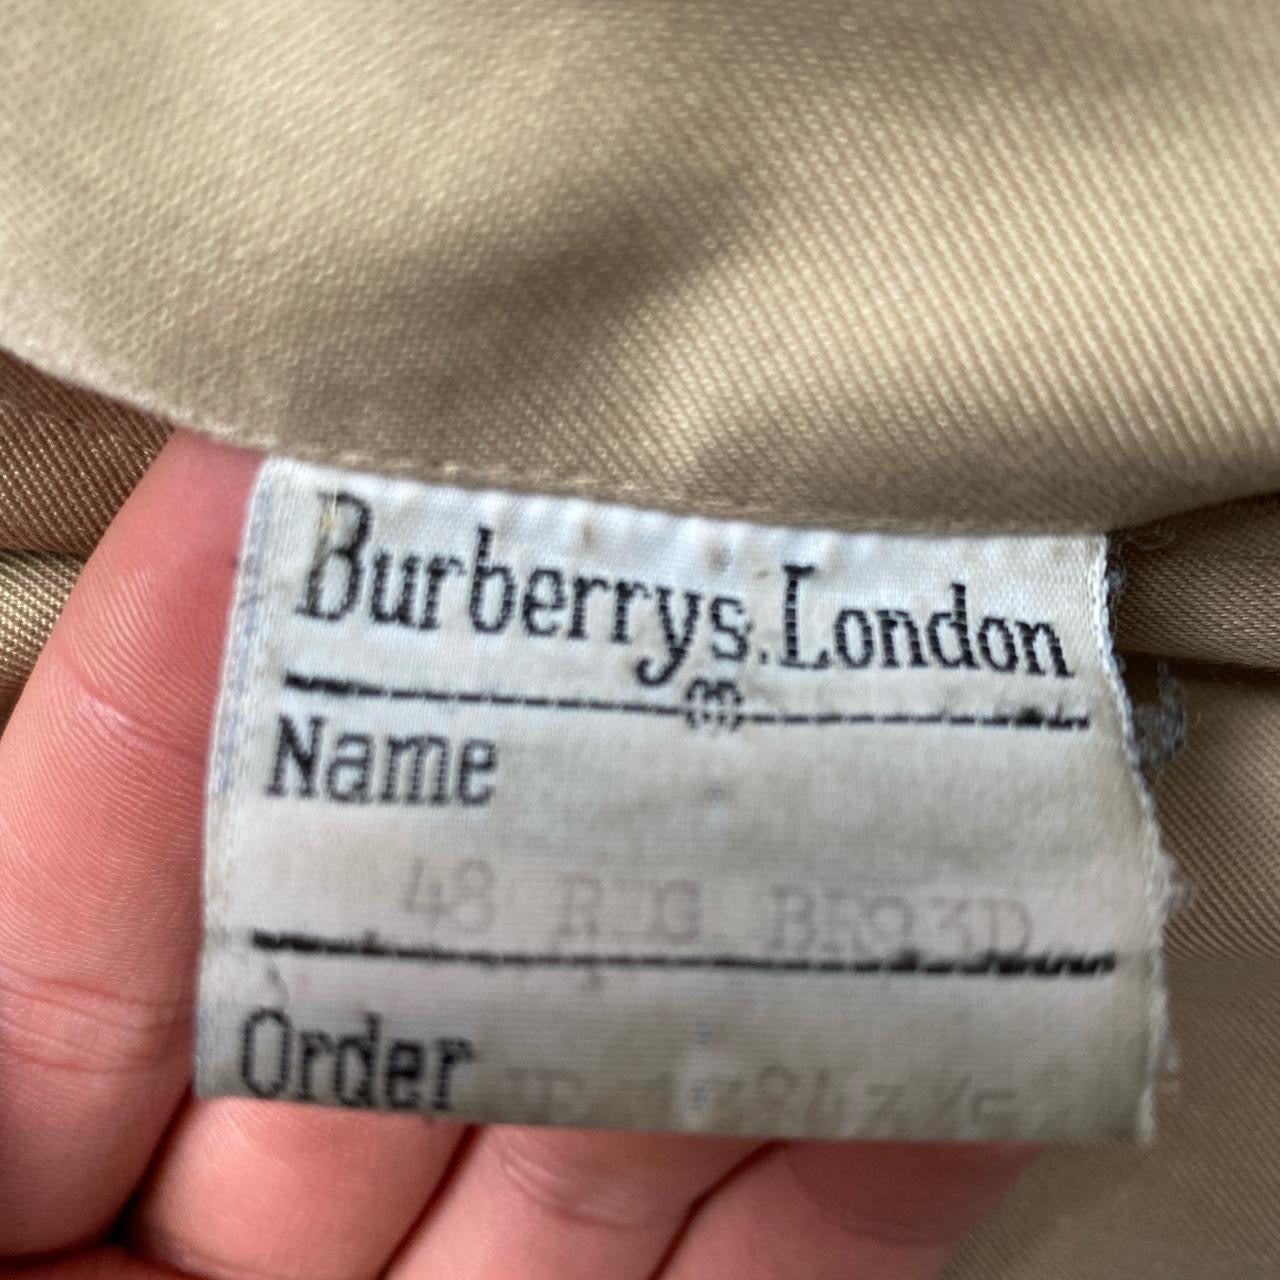 Burberrys. London
Name
48 REG BR93D
Order